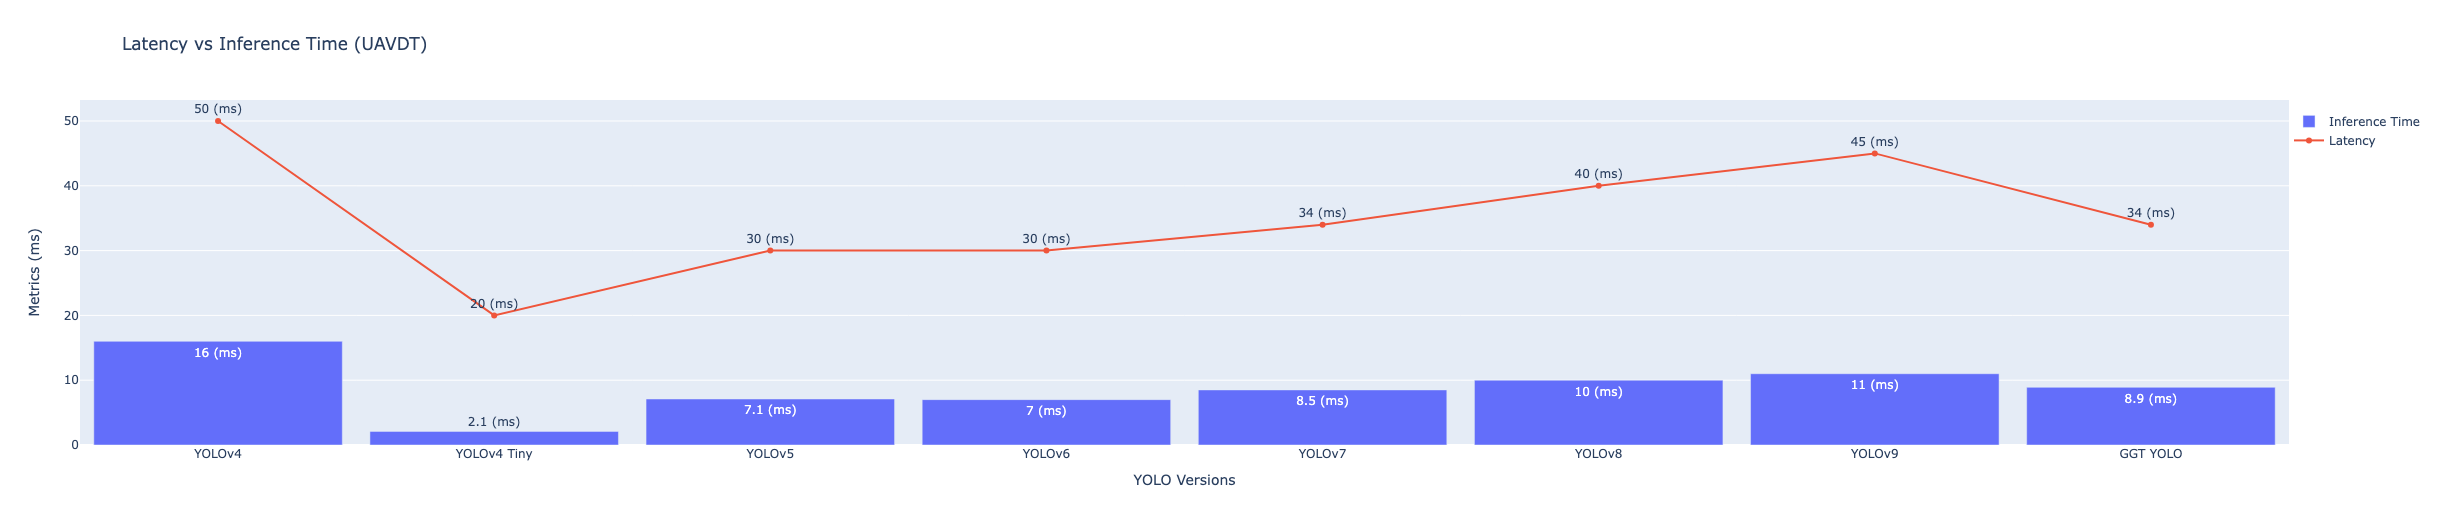 Latency vs Inference Time (UAVDT)
Metrics (ms)
50
40
30
20
10
0
50 (ms)
20 (ms)
30 (ms)
30 (ms)
34 (ms)
40 (ms)
45 (ms)
34 (ms)
16 (ms)
2.1 (ms)
7.1 (ms)
7 (ms)
8.5 (ms)
10 (ms)
11 (ms)
8.9 (ms)
YOLOv4
YOLOv4 Tiny
YOLOv5
YOLOv6
YOLOv7
YOLOv8
YOLOv9
GGT YOLO
YOLO Versions
Inference Time
Latency